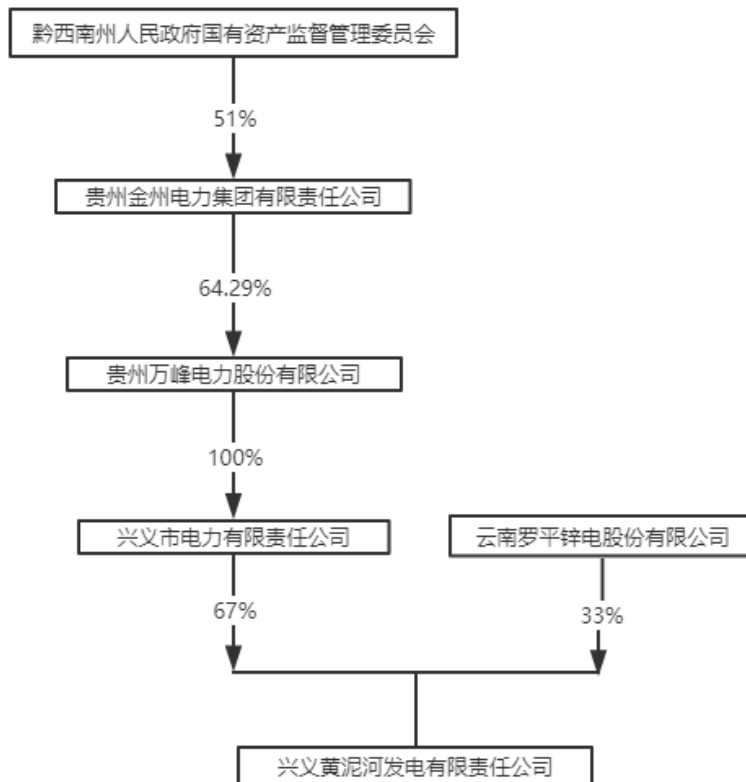 黔西南州人民政府国有资产监督管理委员会
51%
贵州金州电力集团有限责任公司
64.29%
贵州万峰电力股份有限公司
100%
兴义市电力有限责任公司
云南罗平锌电股份有限公司
67%
33%
兴义黄泥河发电有限责任公司